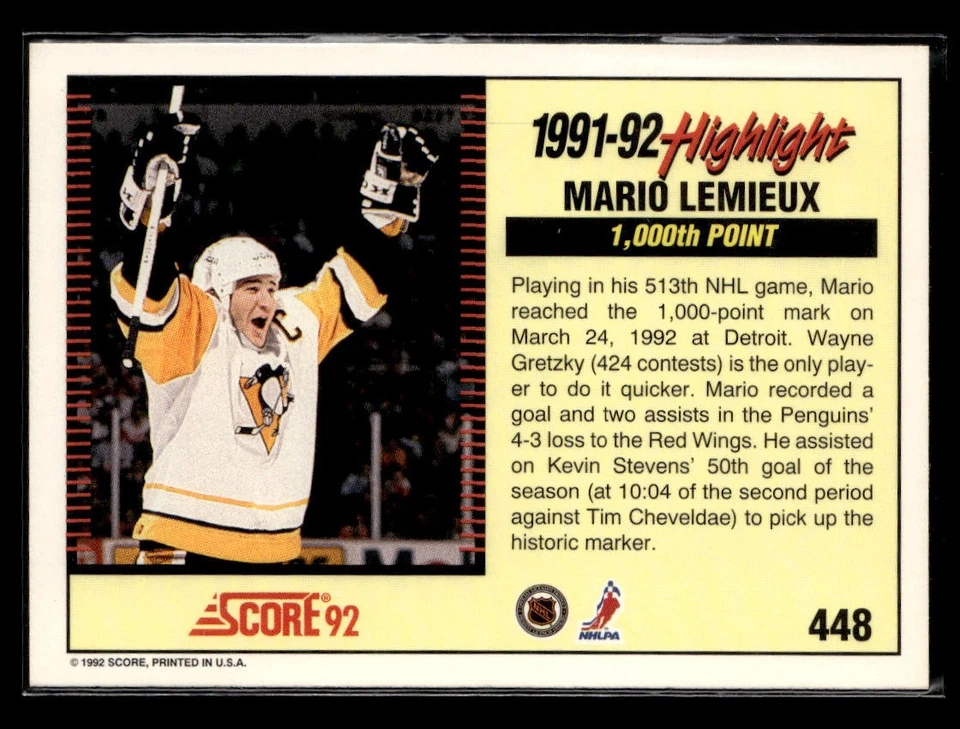 1991-92 Highlight
MARIO LEMIEUX
1,000th POINT
Playing in his 513th NHL game, Mario
reached the 1,000-point mark on
March 24, 1992 at Detroit. Wayne
Gretzky (424 contests) is the only play-
er to do it quicker. Mario recorded a
goal and two assists in the Penguins'
4-3 loss to the Red Wings. He assisted
on Kevin Stevens' 50th goal of the
season (at 10:04 of the second period
against Tim Cheveldae) to pick up the
historic marker.
C
SCORE® 92
NHL
NHLPA
448
© 1992 SCORE, PRINTED IN U.S.A.